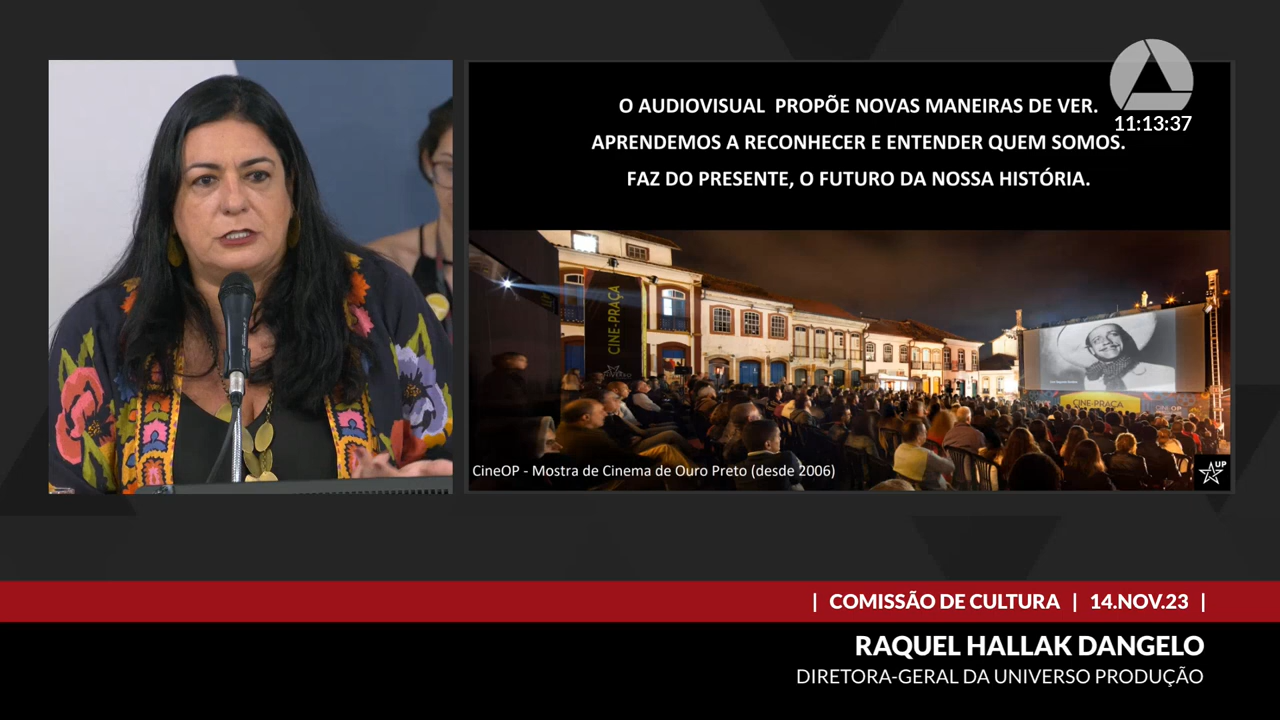 O AUDIOVISUAL PROPÕE NOVAS MANEIRAS DE VER.
APRENDEMOS A RECONHECER E ENTENDER QUEM SOMOS.
FAZ DO PRESENTE, O FUTURO DA NOSSA HISTÓRIA.
11:13:37
CINE-PRAÇA
CINE-PRAÇA
CineOP - Mostra de Cinema de Ouro Preto (desde 2006)
UP
| COMISSÃO DE CULTURA | 14.NOV.23 |
RAQUEL HALLAK DANGELO
DIRETORA-GERAL DA UNIVERSO PRODUÇÃO